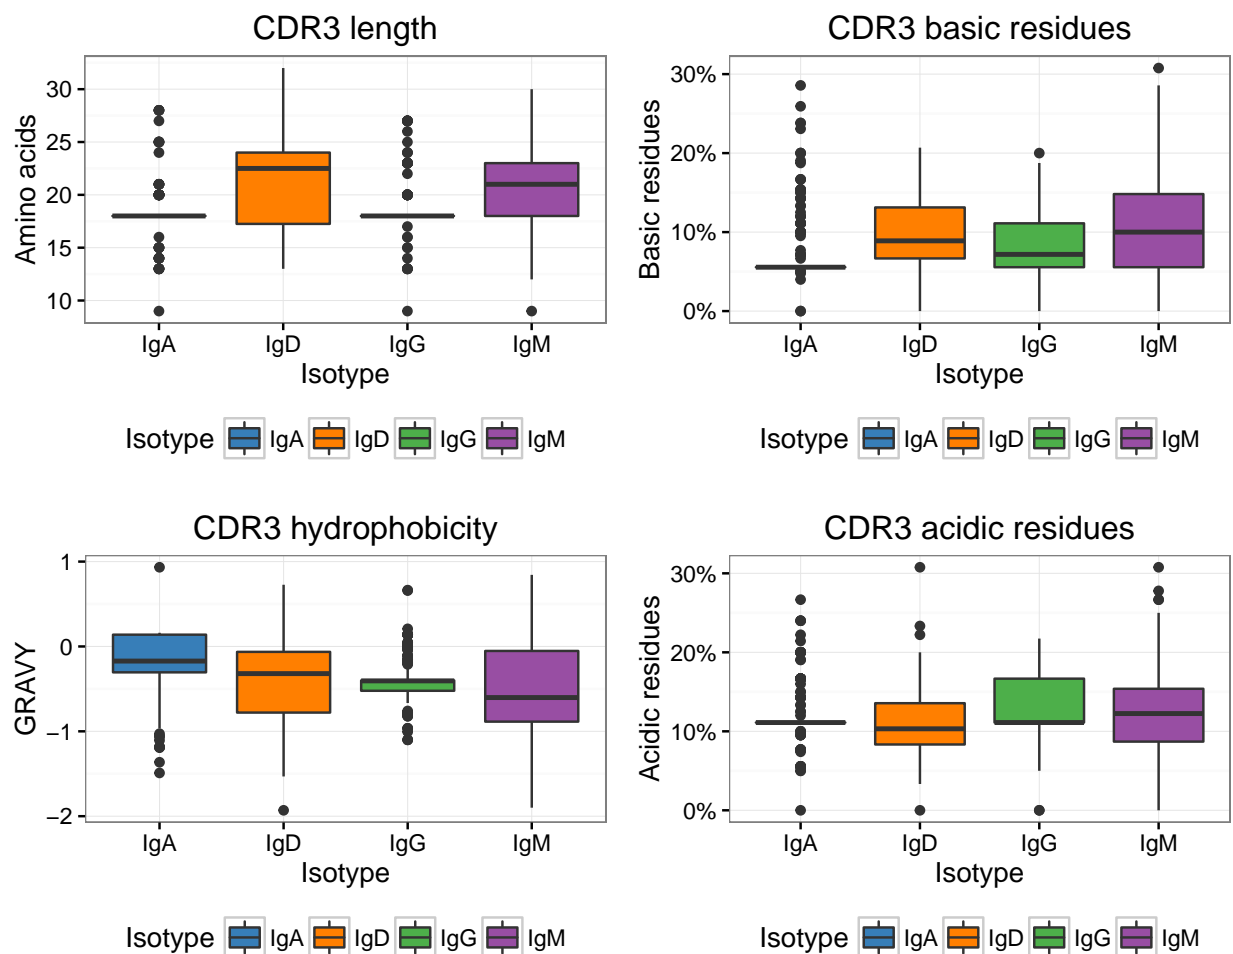 CDR3 length
Amino acids
30
25
20
15
10
IgA IgD IgG IgM
Isotype
Isotype IgA IgD IgG IgM
CDR3 basic residues
Basic residues
30%
20%
10%
0%
IgA IgD IgG IgM
Isotype
Isotype IgA IgD IgG IgM
CDR3 hydrophobicity
GRAVY
1
0
−1
−2
IgA IgD IgG IgM
Isotype
Isotype IgA IgD IgG IgM
CDR3 acidic residues
Acidic residues
30%
20%
10%
0%
IgA IgD IgG IgM
Isotype
Isotype IgA IgD IgG IgM